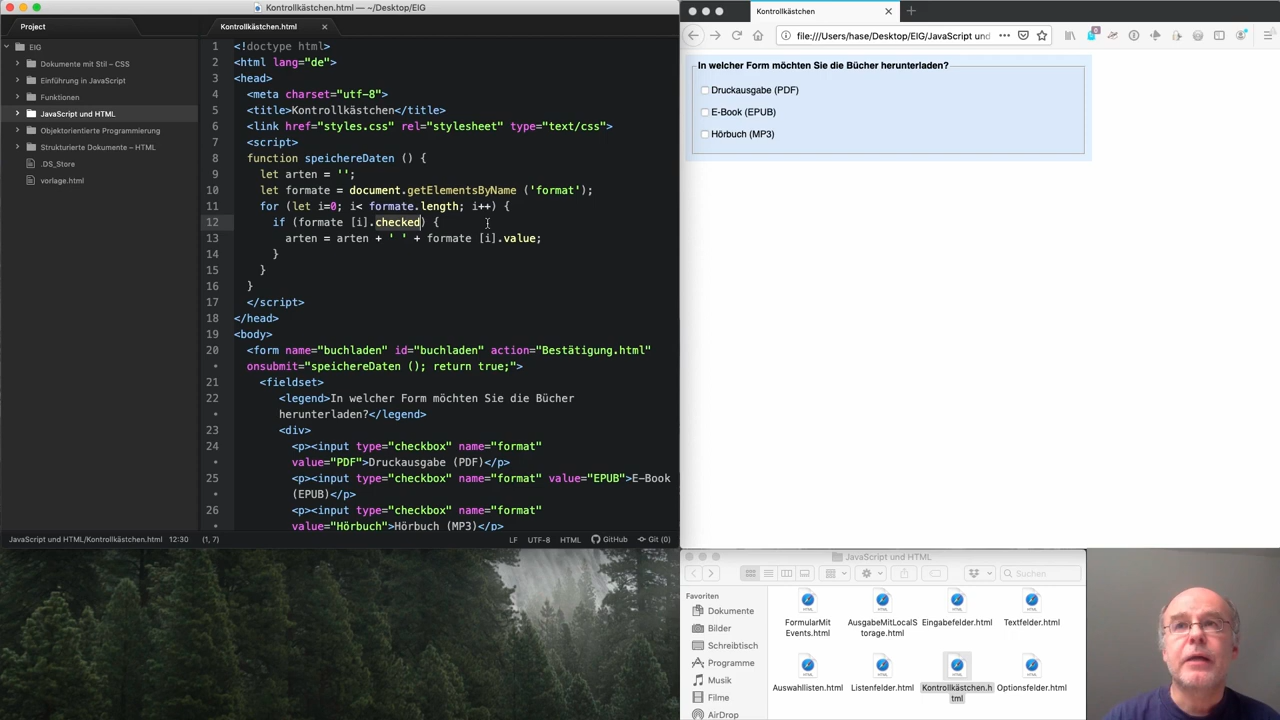 Kontrollkästchen.html — ~/Desktop/EIG
Project
Kontrollkästchen.html
EIG
Dokumente mit Stil – CSS
Einführung in JavaScript
Funktionen
JavaScript und HTML
Objektorientierte Programmierung
Strukturierte Dokumente – HTML
.DS_Store
vorlage.html
1 <!doctype html>
2 <html lang="de">
3 <head>
4 <meta charset="utf-8">
5 <title>Kontrollkästchen</title>
6 <link href="styles.css" rel="stylesheet" type="text/css">
7 <script>
8 function speichereDaten () {
9 let arten = '';
10 let formate = document.getElementsByName ('format');
11 for (let i=0; i< formate.length; i++) {
12 if (formate [i].checked) {
13 arten = arten + ' ' + formate [i].value;
14 }
15 }
16 }
17 </script>
18 </head>
19 <body>
20 <form name="buchladen" id="buchladen" action="Bestätigung.html"
• onsubmit="speichereDaten (); return true;">
21 <fieldset>
22 <legend>In welcher Form möchten Sie die Bücher
• herunterladen?</legend>
23 <div>
24 <p><input type="checkbox" name="format"
• value="PDF">Druckausgabe (PDF)</p>
25 <p><input type="checkbox" name="format" value="EPUB">E-Book
• (EPUB)</p>
26 <p><input type="checkbox" name="format"
• value="Hörbuch">Hörbuch (MP3)</p>
JavaScript und HTML/Kontrollkästchen.html 12:30 (1, 7) LF UTF-8 HTML GitHub Git (0)
Kontrollkästchen
file:///Users/hase/Desktop/EIG/JavaScript und
In welcher Form möchten Sie die Bücher herunterladen?
Druckausgabe (PDF)
E-Book (EPUB)
Hörbuch (MP3)
JavaScript und HTML
Suchen
Favoriten
Dokumente
Bilder
Schreibtisch
Programme
Musik
Filme
AirDrop
FormularMit
Events.html
AusgabeMitLocalS
torage.html
Eingabefelder.html
Textfelder.html
Auswahllisten.html
Listenfelder.html
Kontrollkästchen.h
tml
Optionsfelder.html